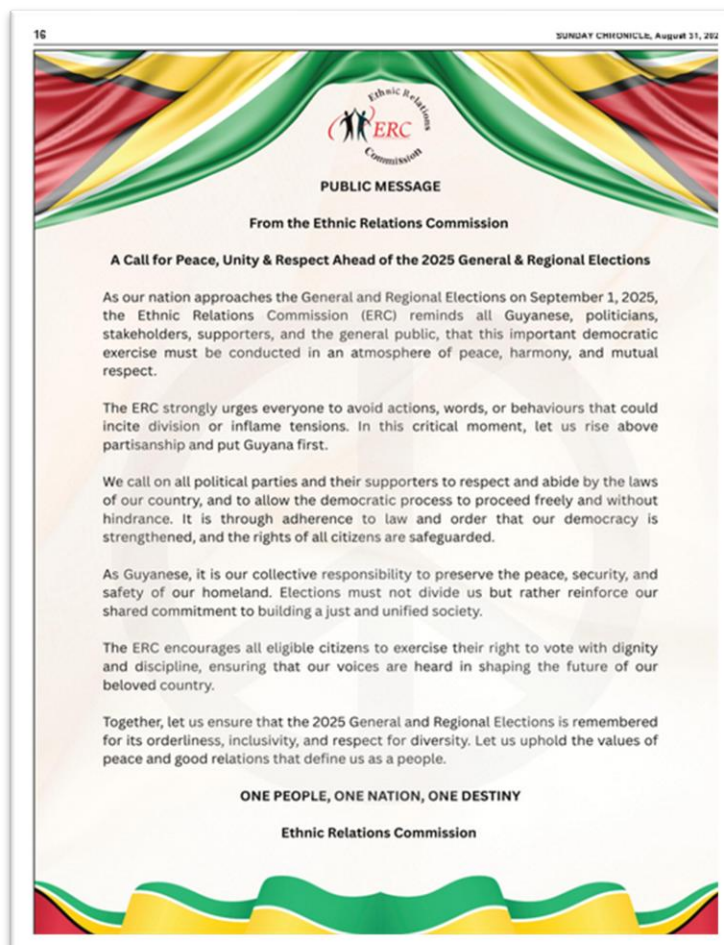 16
SUNDAY CHRONICLE, August 31, 202
Ethnic Relations
ERC
Commission
PUBLIC MESSAGE
From the Ethnic Relations Commission
A Call for Peace, Unity & Respect Ahead of the 2025 General & Regional Elections
As our nation approaches the General and Regional Elections on September 1, 2025,
the Ethnic Relations Commission (ERC) reminds all Guyanese, politicians,
stakeholders, supporters, and the general public, that this important democratic
exercise must be conducted in an atmosphere of peace, harmony, and mutual
respect.
The ERC strongly urges everyone to avoid actions, words, or behaviours that could
incite division or inflame tensions. In this critical moment, let us rise above
partisanship and put Guyana first.
We call on all political parties and their supporters to respect and abide by the laws
of our country, and to allow the democratic process to proceed freely and without
hindrance. It is through adherence to law and order that our democracy is
strengthened, and the rights of all citizens are safeguarded.
As Guyanese, it is our collective responsibility to preserve the peace, security, and
safety of our homeland. Elections must not divide us but rather reinforce our
shared commitment to building a just and unified society.
The ERC encourages all eligible citizens to exercise their right to vote with dignity
and discipline, ensuring that our voices are heard in shaping the future of our
beloved country.
Together, let us ensure that the 2025 General and Regional Elections is remembered
for its orderliness, inclusivity, and respect for diversity. Let us uphold the values of
peace and good relations that define us as a people.
ONE PEOPLE, ONE NATION, ONE DESTINY
Ethnic Relations Commission